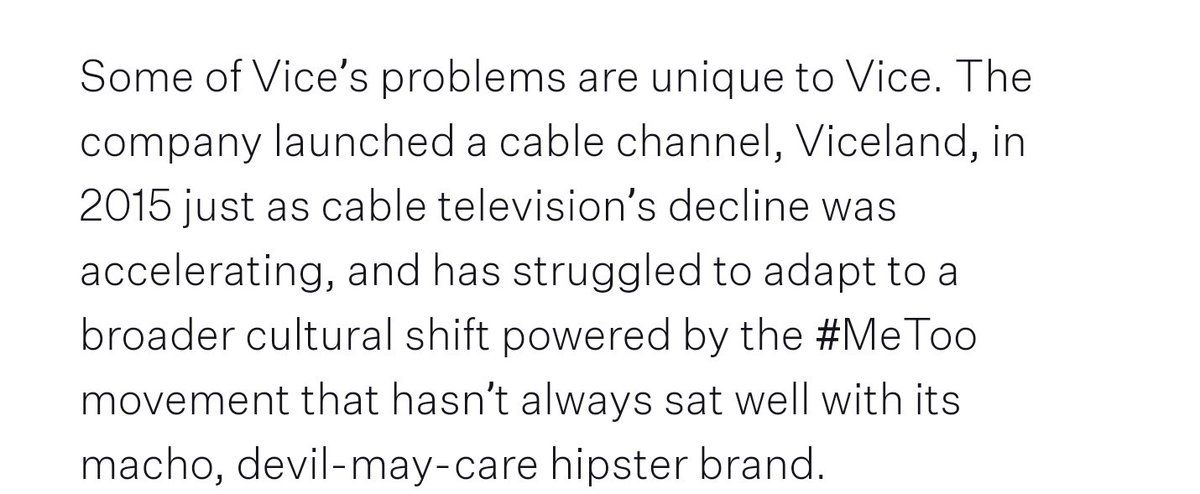 Some of Vice’s problems are unique to Vice. The
company launched a cable channel, Viceland, in
2015 just as cable television’s decline was
accelerating, and has struggled to adapt to a
broader cultural shift powered by the #MeToo
movement that hasn’t always sat well with its
macho, devil-may-care hipster brand.